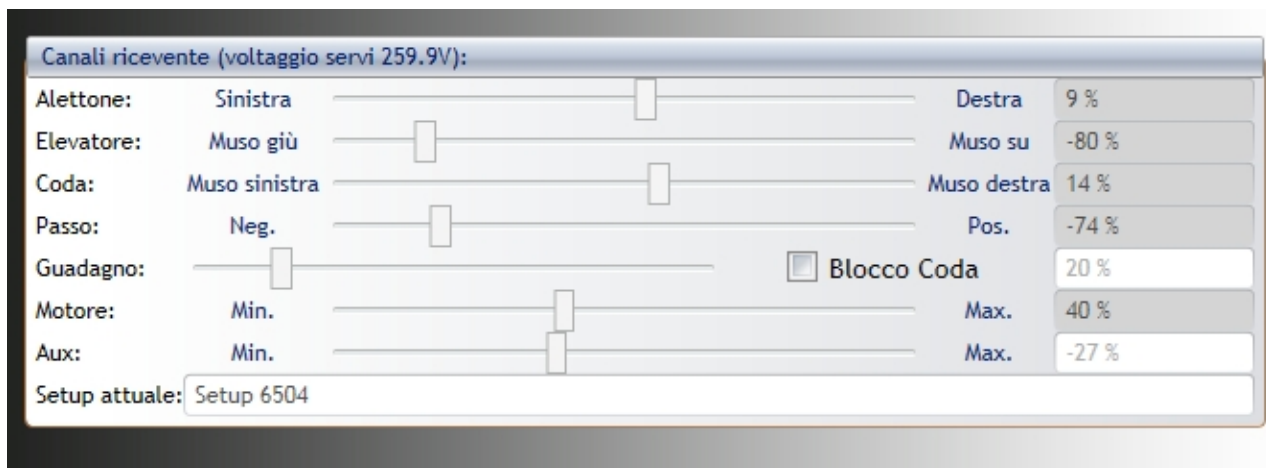 Canali ricevente (voltaggio servi 259.9V):
Alettone: Sinistra Destra 9 %
Elevatore: Muso giù Muso su -80 %
Coda: Muso sinistra Muso destra 14 %
Passo: Neg. Pos. -74 %
Guadagno: Blocco Coda 20 %
Motore: Min. Max. 40 %
Aux: Min. Max. -27 %
Setup attuale: Setup 6504